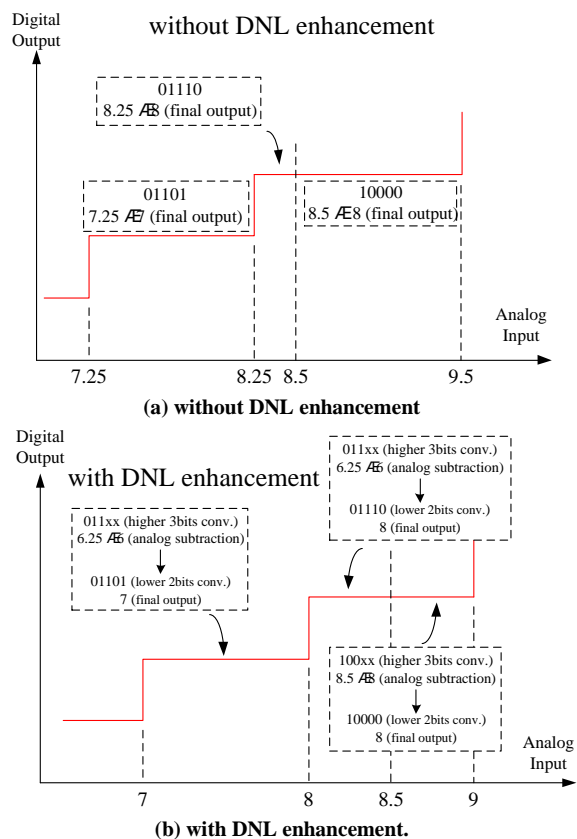 Digital
Output
without DNL enhancement
01110
8.25 Æ8 (final output)
01101
7.25 Æ7 (final output)
10000
8.5 Æ8 (final output)
Analog
Input
7.25
8.25
8.5
9.5
(a) without DNL enhancement
Digital
Output
with DNL enhancement
011xx (higher 3bits conv.)
6.25 Æ6 (analog subtraction)
01110 (lower 2bits conv.)
8 (final output)
011xx (higher 3bits conv.)
6.25 Æ6 (analog subtraction)
01101 (lower 2bits conv.)
7 (final output)
100xx (higher 3bits conv.)
8.5 Æ8 (analog subtraction)
10000 (lower 2bits conv.)
8 (final output)
Analog
Input
7
8
8.5
9
(b) with DNL enhancement.